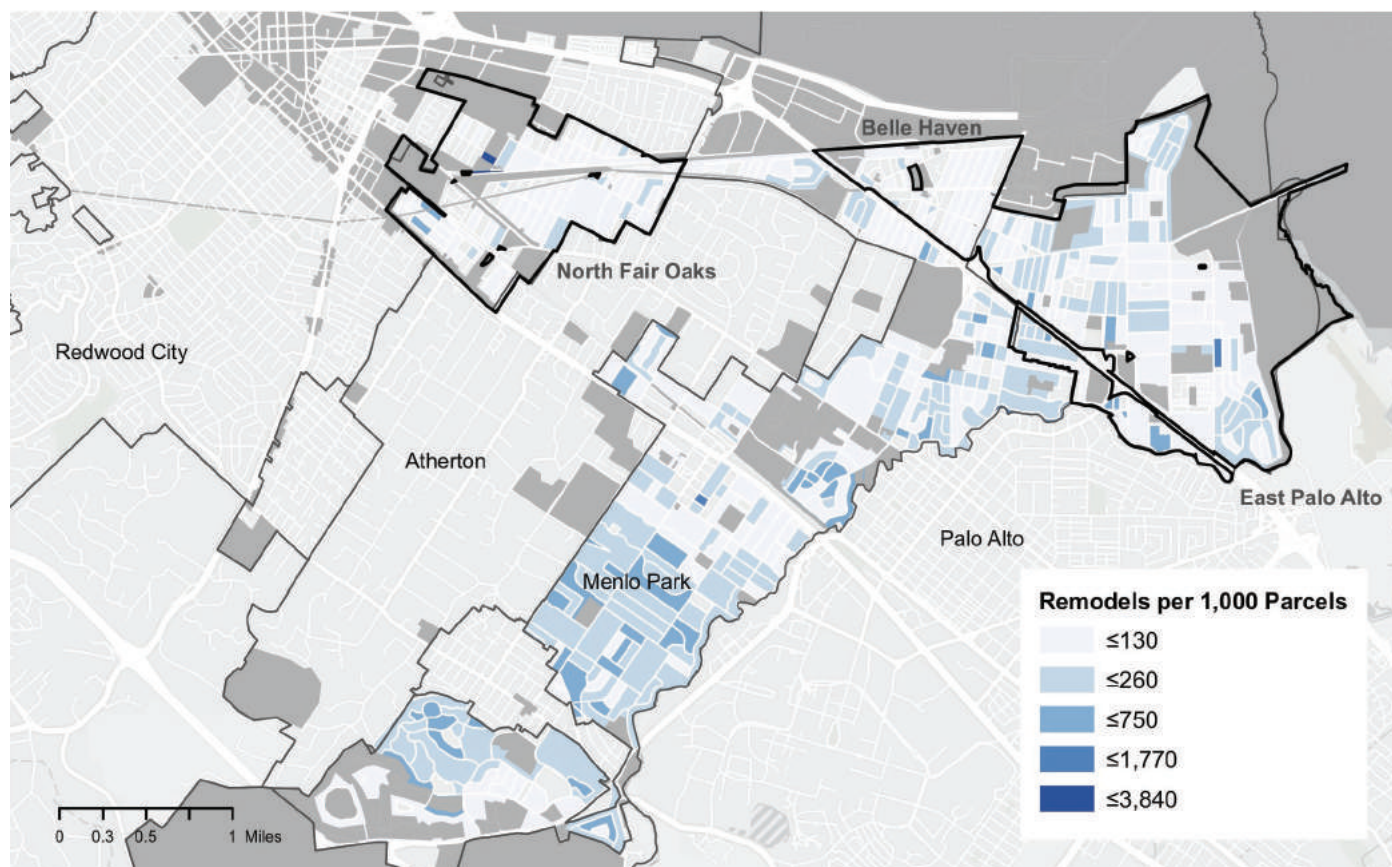 Belle Haven
North Fair Oaks
Redwood City
Atherton
East Palo Alto
Palo Alto
Menlo Park
Remodels per 1,000 Parcels
≤130
≤260
≤750
≤1,770
≤3,840
0 0.3 0.5 1 Miles